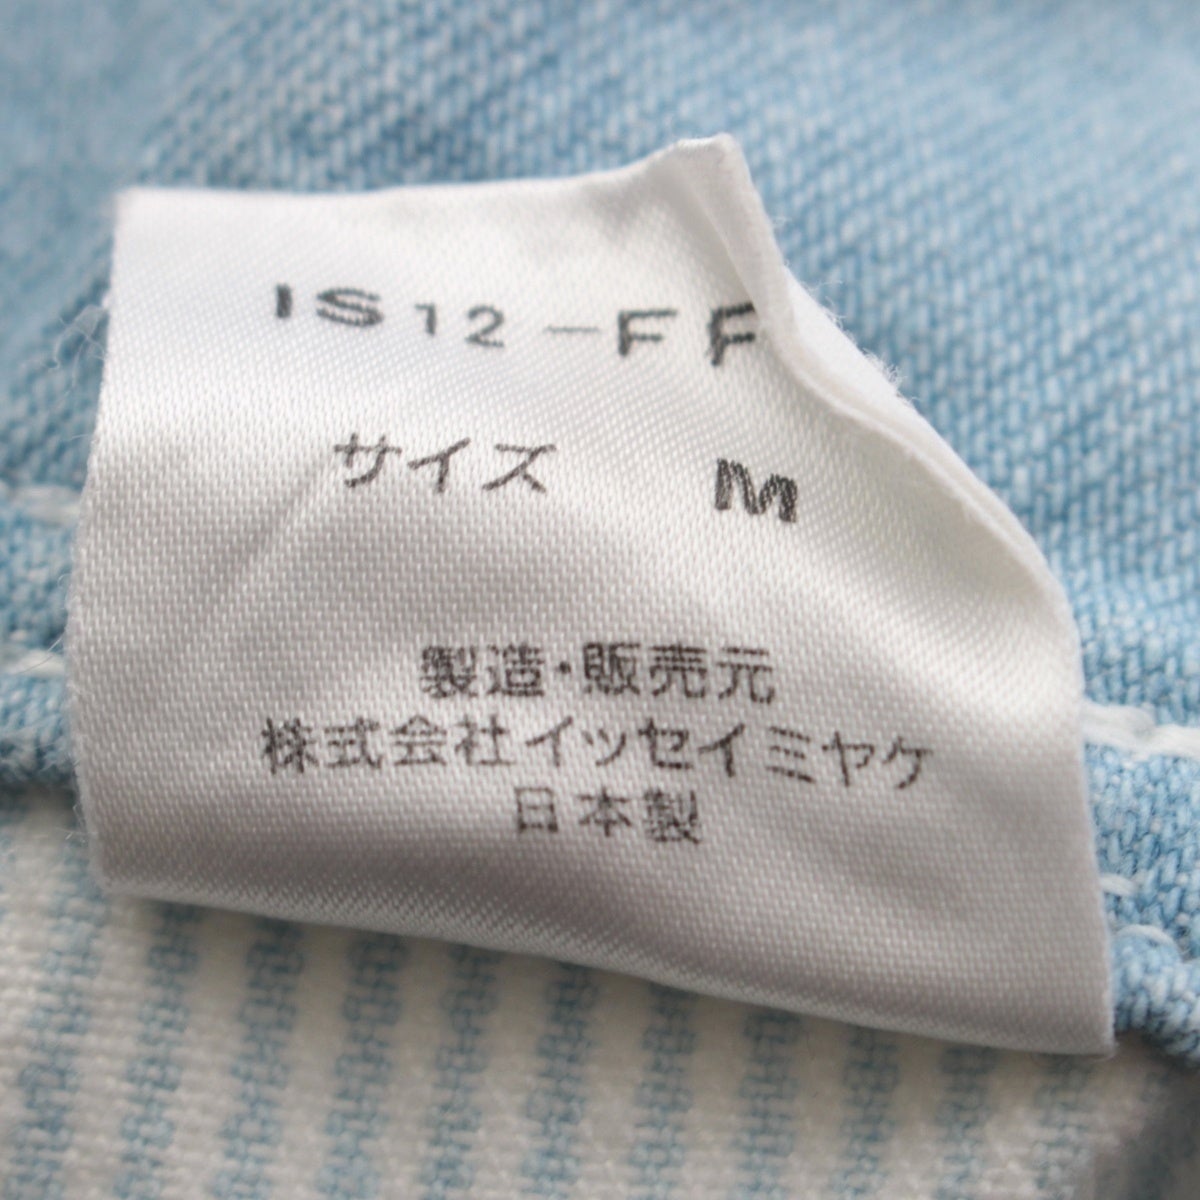 IS12-FF
サイズ M
製造・販売元
株式会社イッセイミヤケ
日本製